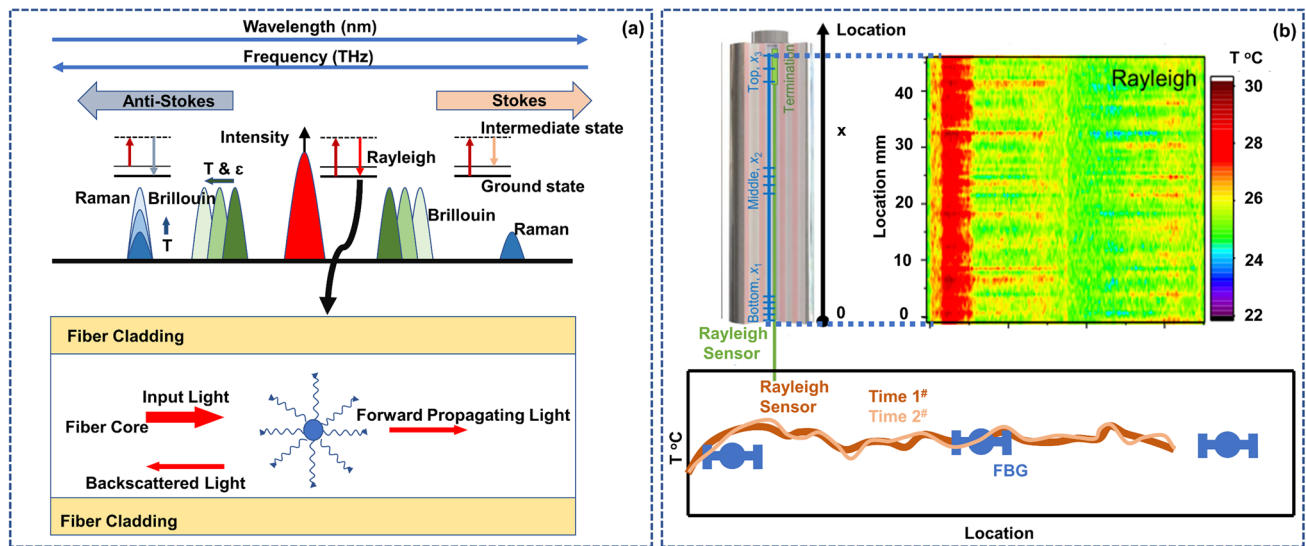 (a)
Wavelength (nm)
Frequency (THz)
Anti-Stokes
Stokes
Intensity
Intermediate state
Rayleigh
T & ε
Ground state
Raman
Brillouin
T
Brillouin
Raman
Fiber Cladding
Input Light
Fiber Core
Forward Propagating Light
Backscattered Light
Fiber Cladding
(b)
Location
Top, x3
Termination
x
Middle, x2
Bottom, x1
0
Rayleigh
Sensor
Location mm
40
30
20
10
0
Rayleigh
T °C
30
28
26
24
22
Rayleigh
Sensor
Time 1#
Time 2#
T °C
FBG
Location